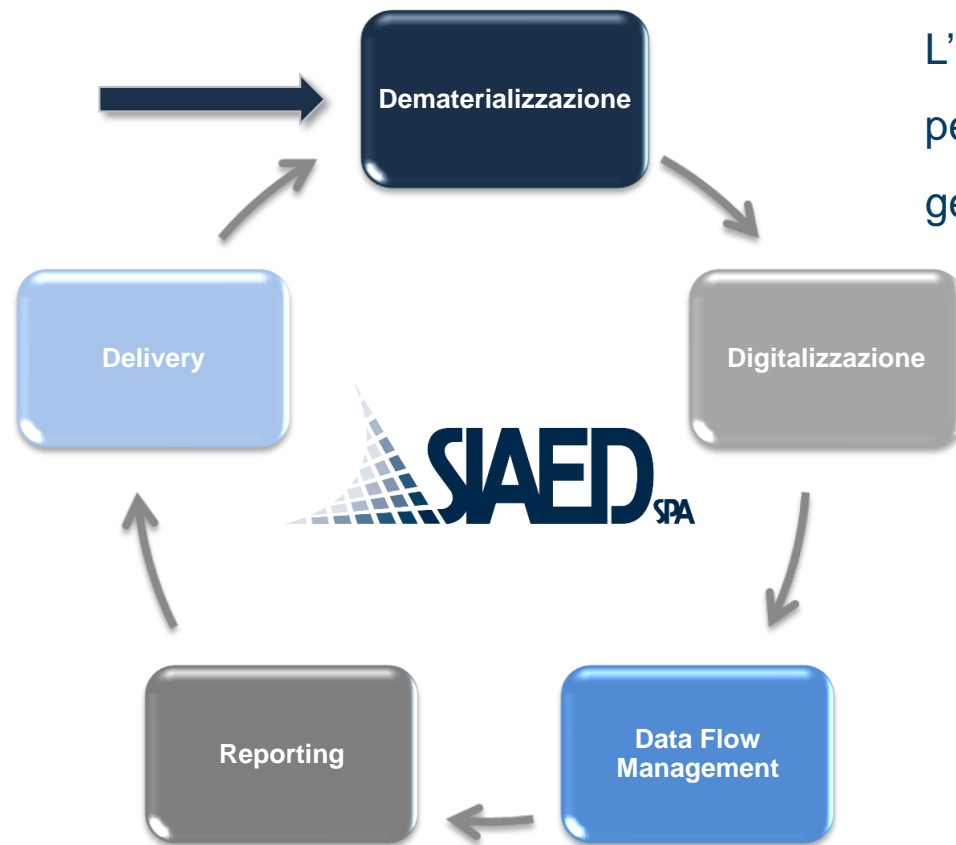 Dematerializzazione
L'
pe
ge
Delivery
Digitalizzazione
SIAED SPA
Reporting
Data Flow
Management